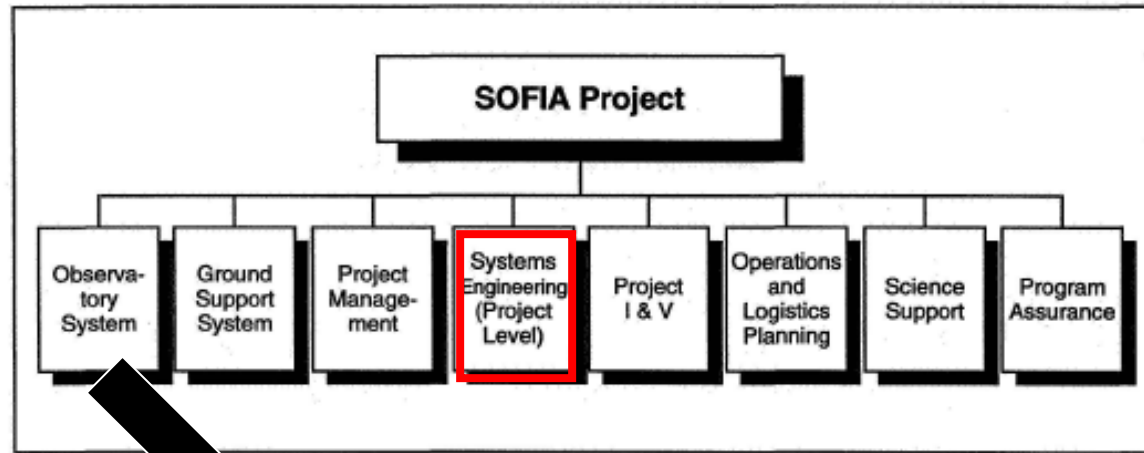 SOFIA Project
Observa-
tory
System
Ground
Support
System
Project
Manage-
ment
Systems
Engineering
(Project
Level)
Project
I & V
Operations
and
Logistics
Planning
Science
Support
Program
Assurance